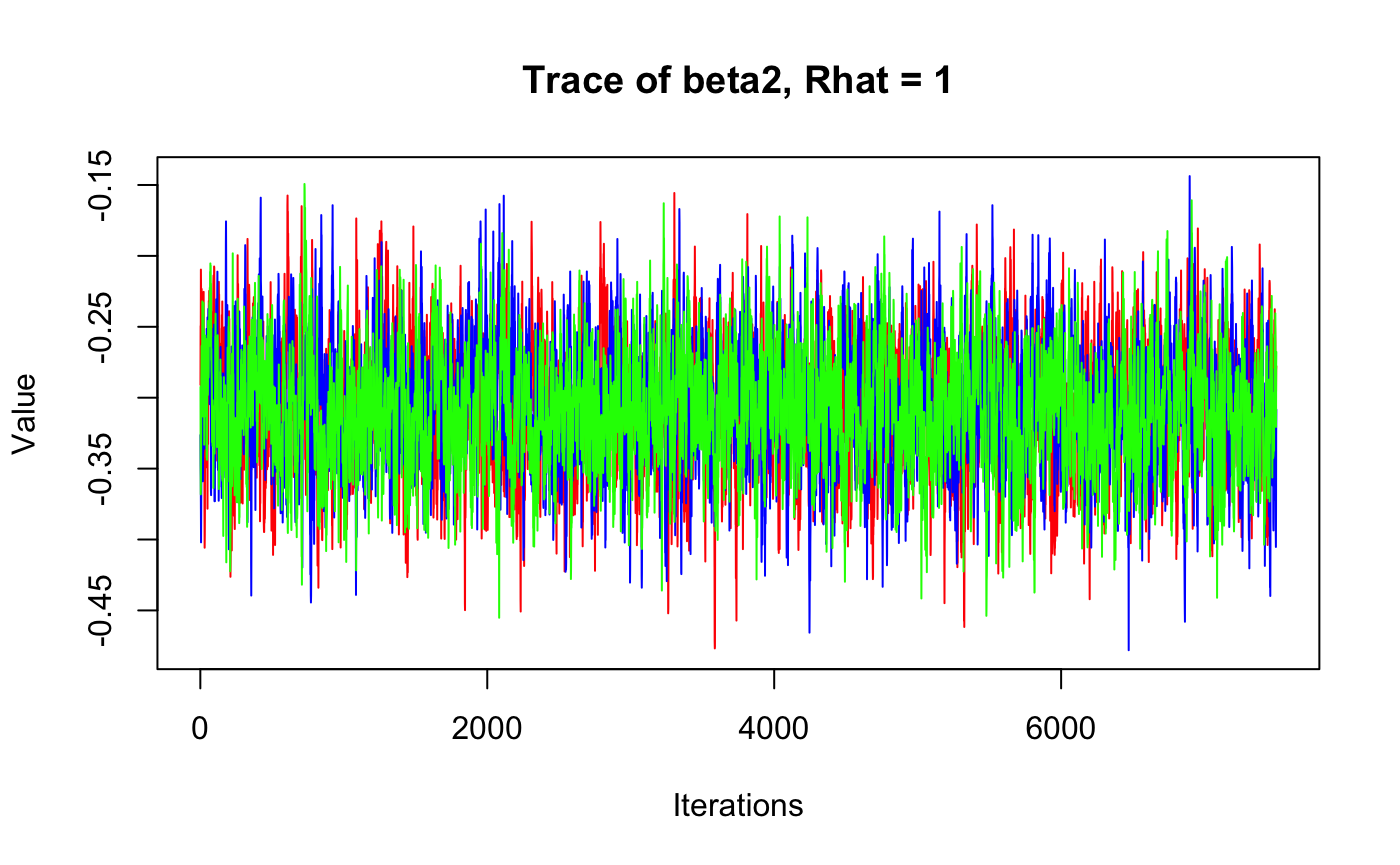 Trace of beta2, Rhat = 1
Value
-0.15
-0.25
-0.35
-0.45
0 2000 4000 6000
Iterations